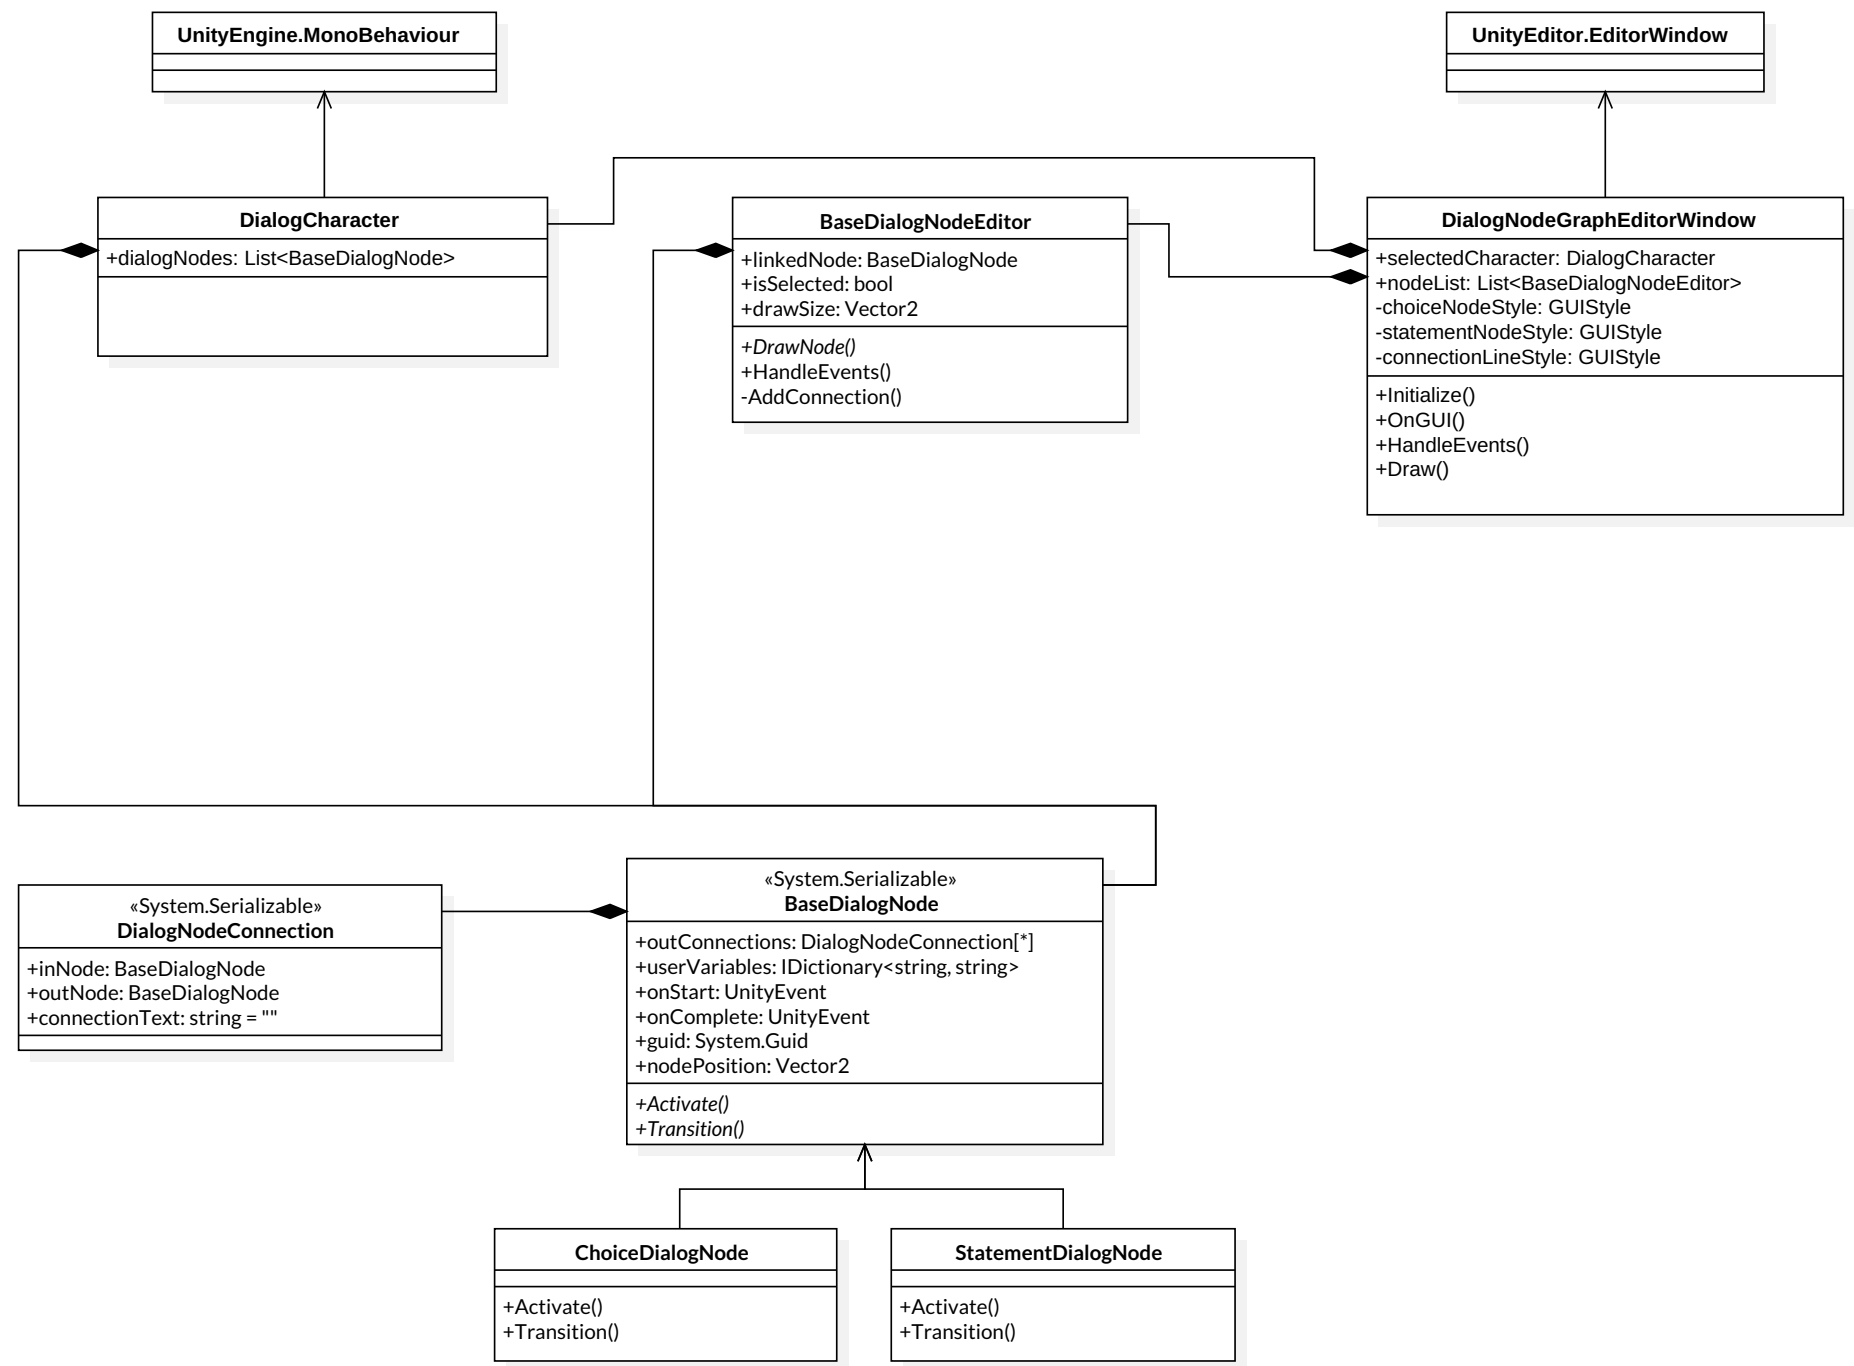 UnityEngine.MonoBehaviour
UnityEditor.EditorWindow
DialogCharacter
+dialogNodes: List<BaseDialogNode>
BaseDialogNodeEditor
+linkedNode: BaseDialogNode
+isSelected: bool
+drawSize: Vector2
+DrawNode()
+HandleEvents()
-AddConnection()
DialogNodeGraphEditorWindow
+selectedCharacter: DialogCharacter
+nodeList: List<BaseDialogNodeEditor>
-choiceNodeStyle: GUIStyle
-statementNodeStyle: GUIStyle
-connectionLineStyle: GUIStyle
+Initialize()
+OnGUI()
+HandleEvents()
+Draw()
«System.Serializable»
DialogNodeConnection
+inNode: BaseDialogNode
+outNode: BaseDialogNode
+connectionText: string = ""
«System.Serializable»
BaseDialogNode
+outConnections: DialogNodeConnection[*]
+userVariables: IDictionary<string, string>
+onStart: UnityEvent
+onComplete: UnityEvent
+guid: System.Guid
+nodePosition: Vector2
+Activate()
+Transition()
ChoiceDialogNode
+Activate()
+Transition()
StatementDialogNode
+Activate()
+Transition()